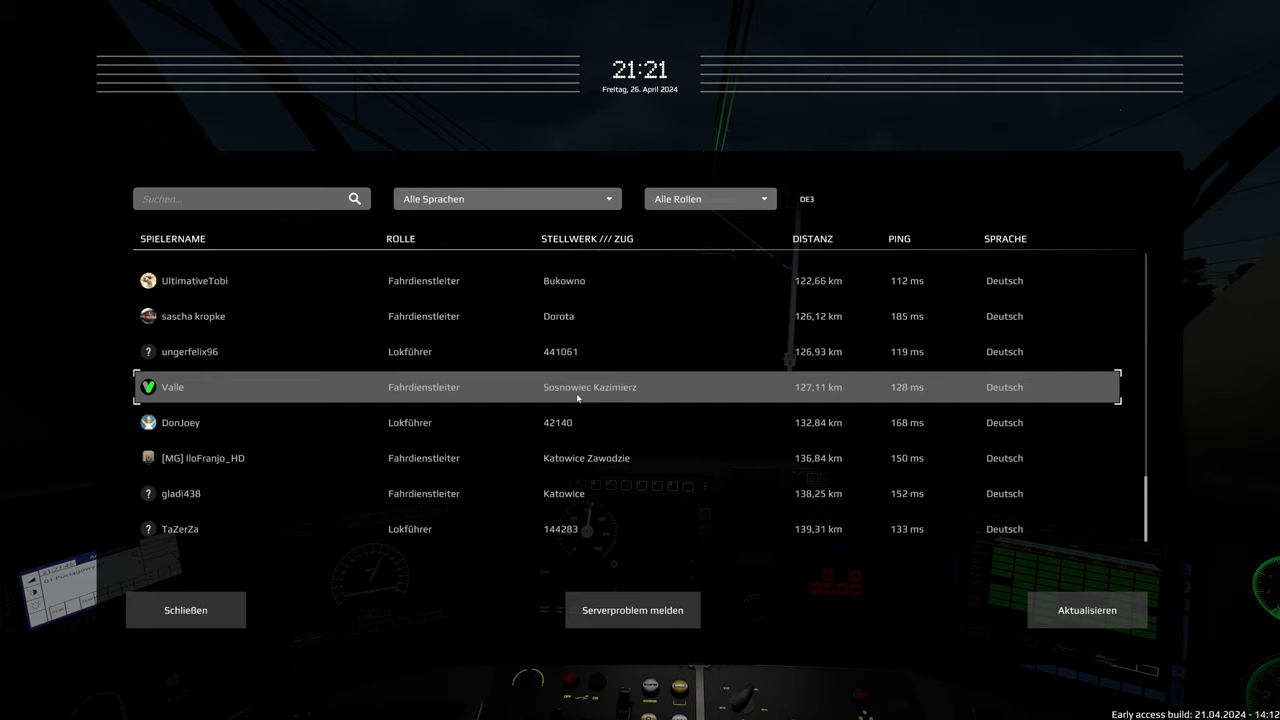 21:21
Freitag, 26. April 2024
Suchen...
Alle Sprachen
Alle Rollen
DE3
SPIELERNAME ROLLE STELLWERK /// ZUG DISTANZ PING SPRACHE
UltimativeTobi Fahrdienstleiter Bukowno 122,66 km 112 ms Deutsch
sascha kropke Fahrdienstleiter Dorota 126,12 km 185 ms Deutsch
ungerfelix96 Lokführer 441061 126,93 km 119 ms Deutsch
Valle Fahrdienstleiter Sosnowiec Kazimierz 127,11 km 128 ms Deutsch
DonJoey Lokführer 42140 132,84 km 168 ms Deutsch
[MG] IloFranjo_HD Fahrdienstleiter Katowice Zawodzie 136,84 km 150 ms Deutsch
gladi438 Fahrdienstleiter Katowice 138,25 km 152 ms Deutsch
TaZerZa Lokführer 144283 139,31 km 133 ms Deutsch
Schließen
Serverproblem melden
Aktualisieren
Early access build: 21.04.2024 - 14:12